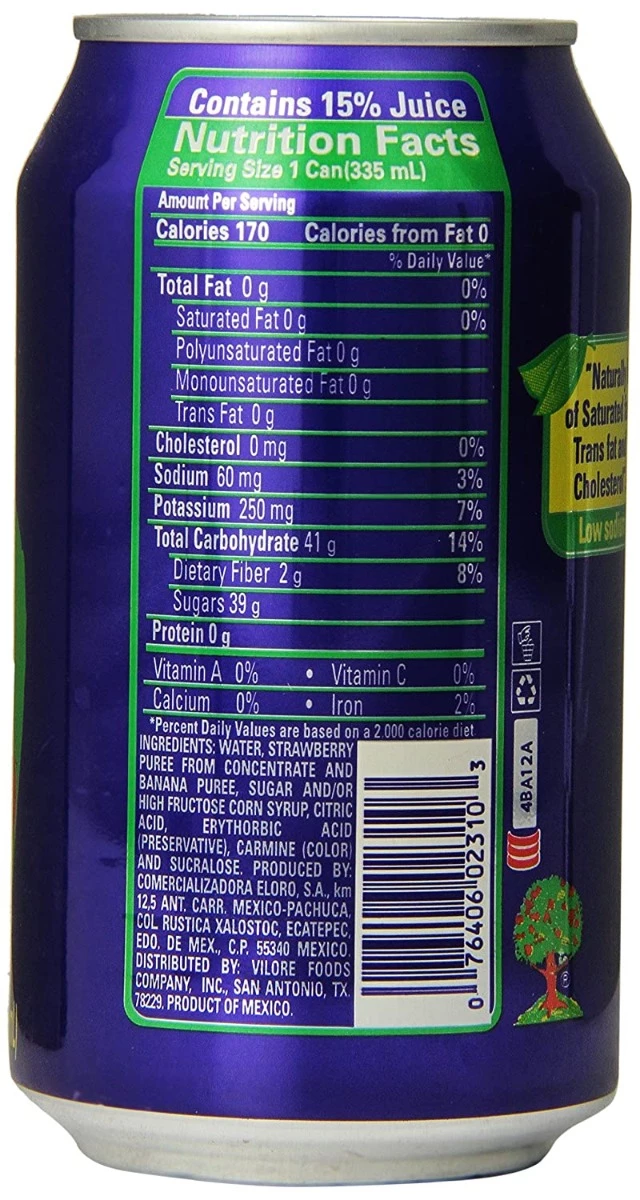 Contains 15% Juice
Nutrition Facts
Serving Size 1 Can(335 mL)
Amount Per Serving
Calories 170 Calories from Fat 0
% Daily Value*
Total Fat 0 g 0%
Saturated Fat 0 g 0%
Polyunsaturated Fat 0 g
Monounsaturated Fat 0 g
Trans Fat 0 g
Cholesterol 0 mg 0%
Sodium 60 mg 3%
Potassium 250 mg 7%
Total Carbohydrate 41 g 14%
Dietary Fiber 2 g 8%
Sugars 39 g
Protein 0 g
Vitamin A 0% • Vitamin C 0%
Calcium 0% • Iron 2%
*Percent Daily Values are based on a 2,000 calorie diet
INGREDIENTS: WATER, STRAWBERRY
PUREE FROM CONCENTRATE AND
BANANA PUREE, SUGAR AND/OR
HIGH FRUCTOSE CORN SYRUP, CITRIC
ACID, ERYTHORBIC ACID
(PRESERVATIVE), CARMINE (COLOR)
AND SUCRALOSE. PRODUCED BY:
COMERCIALIZADORA ELORO, S.A., km
12,5 ANT. CARR. MEXICO-PACHUCA,
COL RUSTICA XALOSTOC, ECATEPEC,
EDO. DE MEX., C.P. 55340 MEXICO.
DISTRIBUTED BY: VILORE FOODS
COMPANY, INC., SAN ANTONIO, TX.
78229. PRODUCT OF MEXICO.
0 76406 02310 3
4BA12A
"Naturally
of Saturated
Trans fat
Cholesterol"
Low